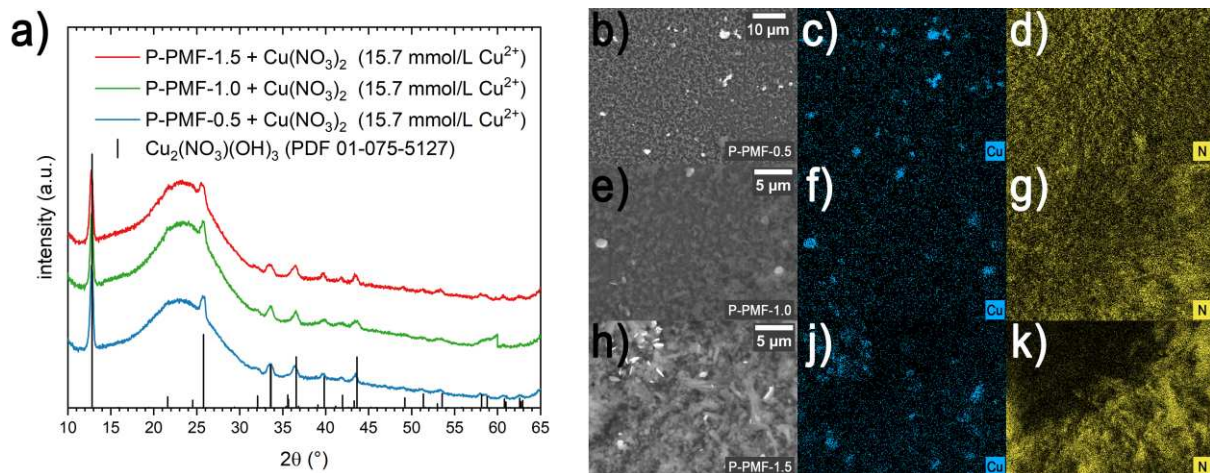 a)
P-PMF-1.5 + Cu(NO₃)₂ (15.7 mmol/L Cu²⁺)
P-PMF-1.0 + Cu(NO₃)₂ (15.7 mmol/L Cu²⁺)
P-PMF-0.5 + Cu(NO₃)₂ (15.7 mmol/L Cu²⁺)
Cu₂(NO₃)(OH)₃ (PDF 01-075-5127)
intensity (a.u.)
10 15 20 25 30 35 40 45 50 55 60 65
2θ (°)
b)
10 µm
P-PMF-0.5
c)
Cu
d)
N
e)
5 µm
P-PMF-1.0
f)
Cu
g)
N
h)
5 µm
P-PMF-1.5
j)
Cu
k)
N